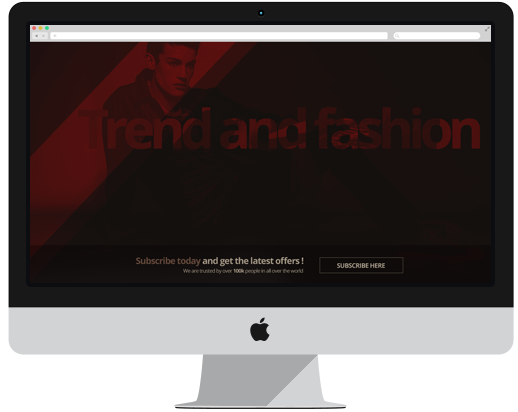 Trend and fashion
Subscribe today and get the latest offers !
We are trusted by over 100k people in all over the world
SUBSCRIBE HERE